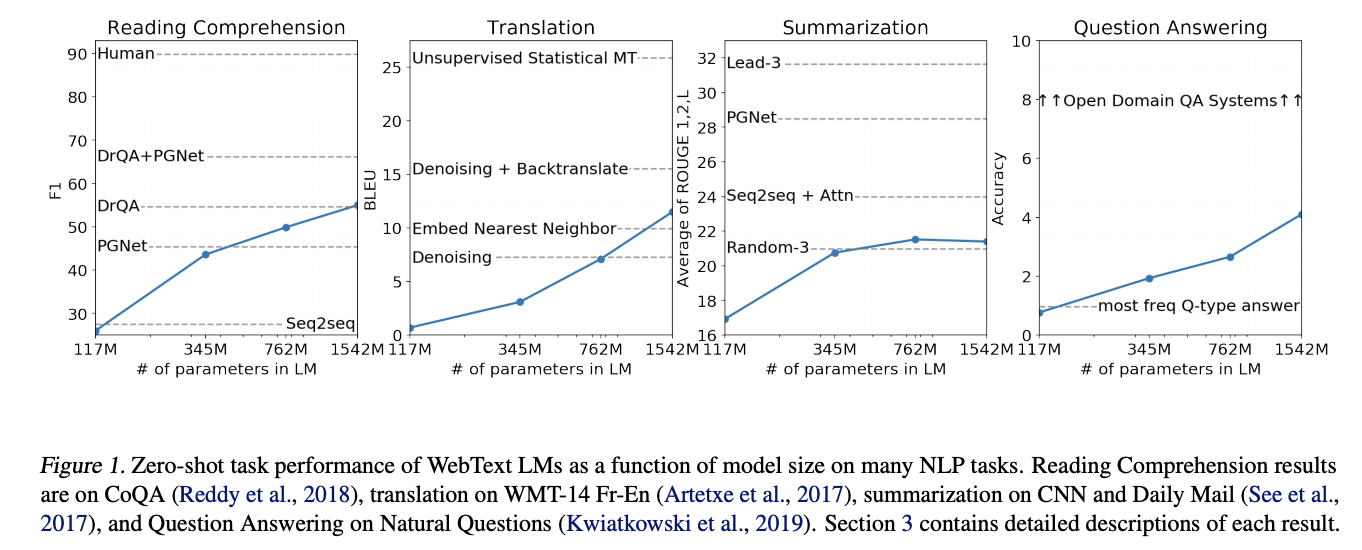 Reading Comprehension
90
80
70
60
50
40
30
F1
Human
DrQA+PGNet
DrQA
PGNet
Seq2seq
117M
345M
762M
1542M
# of parameters in LM
Translation
25
20
15
10
5
0
BLEU
Unsupervised Statistical MT
Denoising + Backtranslate
Embed Nearest Neighbor
Denoising
117M
345M
762M
1542M
# of parameters in LM
Summarization
32
30
28
26
24
22
20
18
16
Average of ROUGE 1,2,L
Lead-3
PGNet
Seq2seq + Attn
Random-3
117M
345M
762M
1542M
# of parameters in LM
Question Answering
10
8
6
4
2
0
Accuracy
↑↑Open Domain QA Systems↑↑
most freq Q-type answer
117M
345M
762M
1542M
# of parameters in LM
Figure 1. Zero-shot task performance of WebText LMs as a function of model size on many NLP tasks. Reading Comprehension results
are on CoQA (Reddy et al., 2018), translation on WMT-14 Fr-En (Artetxe et al., 2017), summarization on CNN and Daily Mail (See et al.,
2017), and Question Answering on Natural Questions (Kwiatkowski et al., 2019). Section 3 contains detailed descriptions of each result.